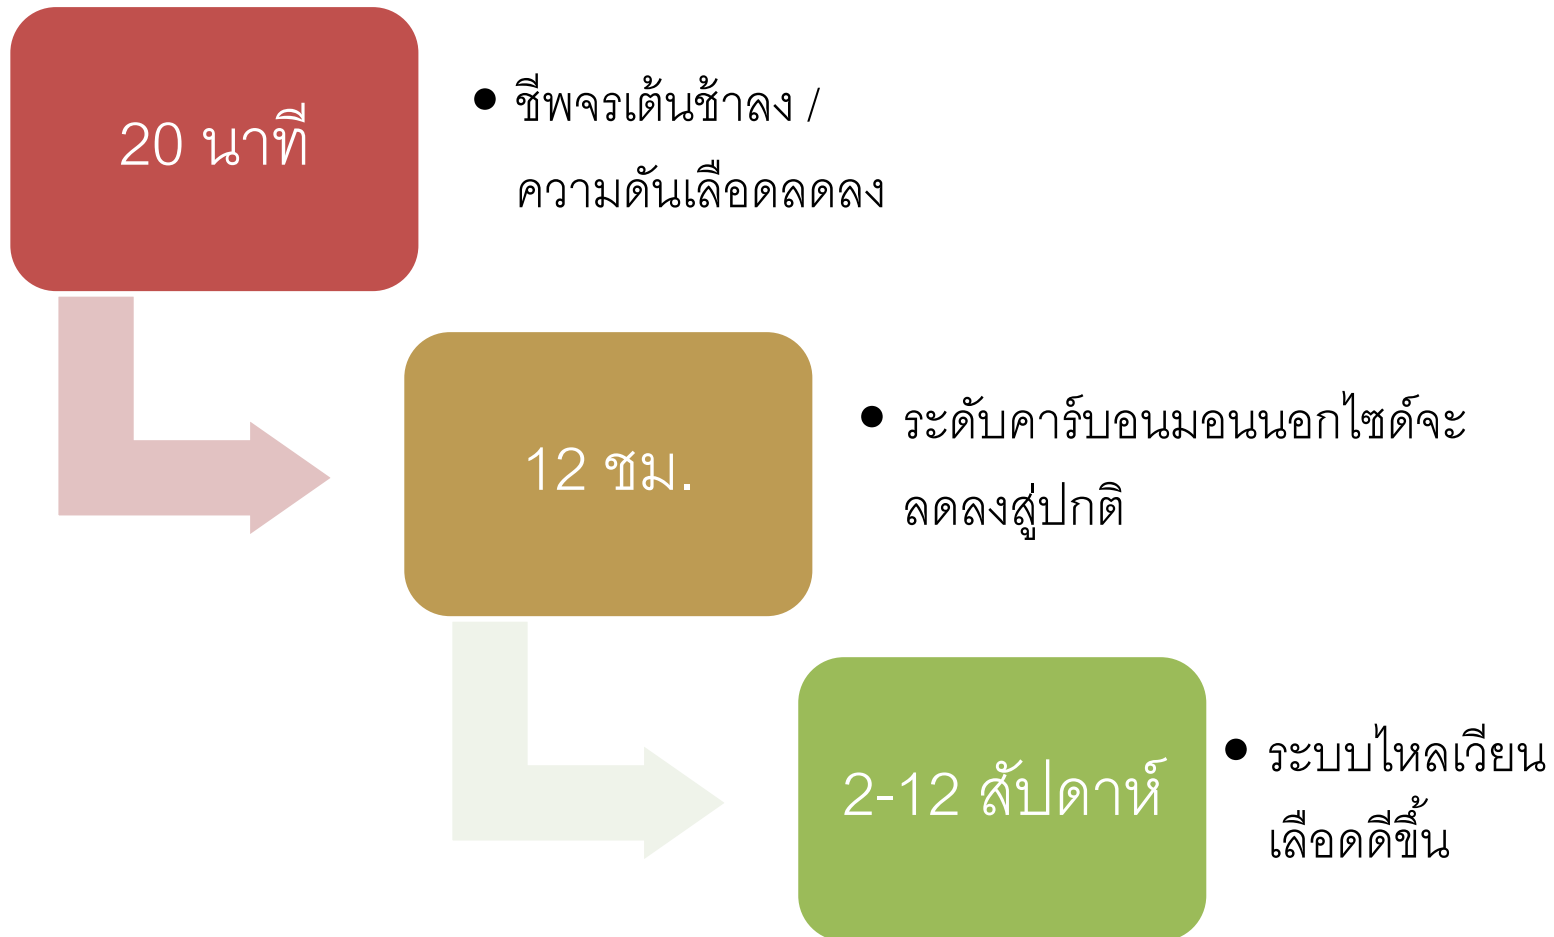 20 นาที
• ชีพจรเต้นช้าลง /
ความดันเลือดลดลง
12 ชม.
• ระดับคาร์บอนมอนนอกไซด์จะ
ลดลงสู่ปกติ
2-12 สัปดาห์
• ระบบไหลเวียน
เลือดดีขึ้น